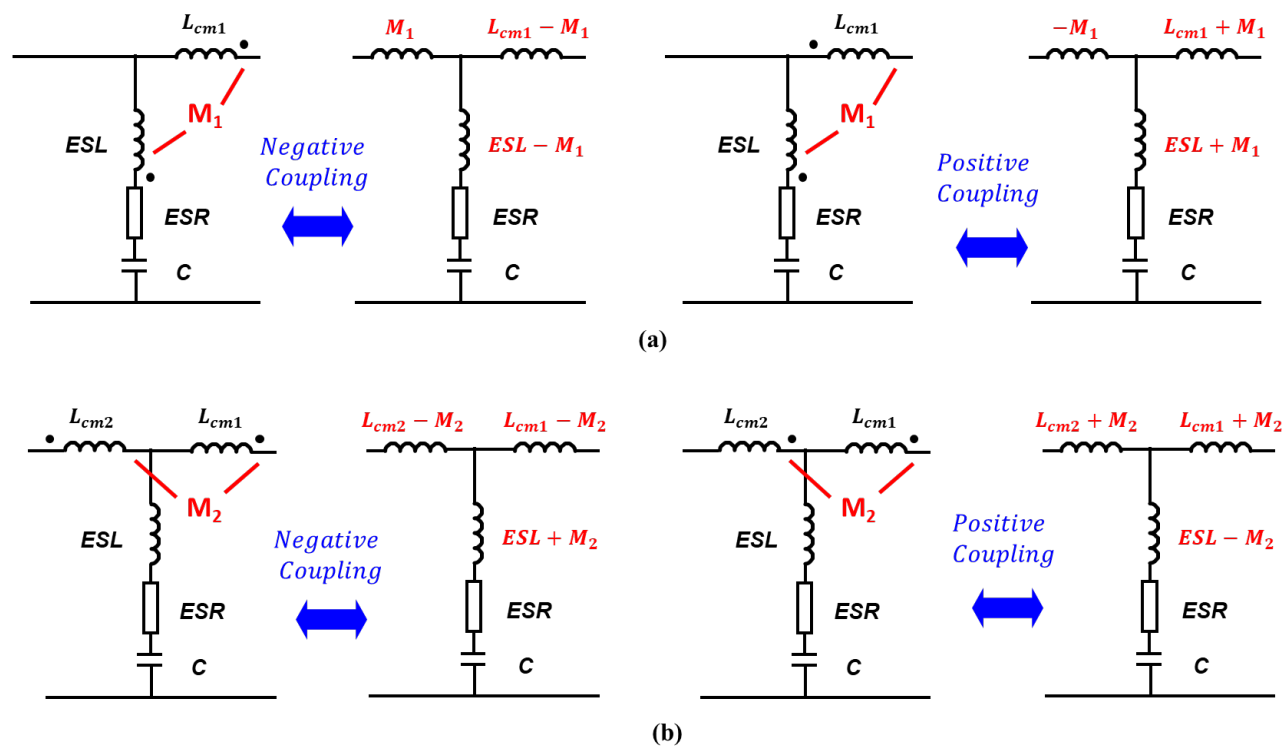 L_cm1
M_1
L_cm1 − M_1
L_cm1
−M_1
L_cm1 + M_1
M_1
M_1
ESL
Negative
Coupling
ESL − M_1
ESL
Positive
Coupling
ESL + M_1
ESR
ESR
ESR
ESR
C
C
C
C
(a)
L_cm2
L_cm1
L_cm2 − M_2
L_cm1 − M_2
L_cm2
L_cm1
L_cm2 + M_2
L_cm1 + M_2
M_2
M_2
ESL
Negative
Coupling
ESL + M_2
ESL
Positive
Coupling
ESL − M_2
ESR
ESR
ESR
ESR
C
C
C
C
(b)